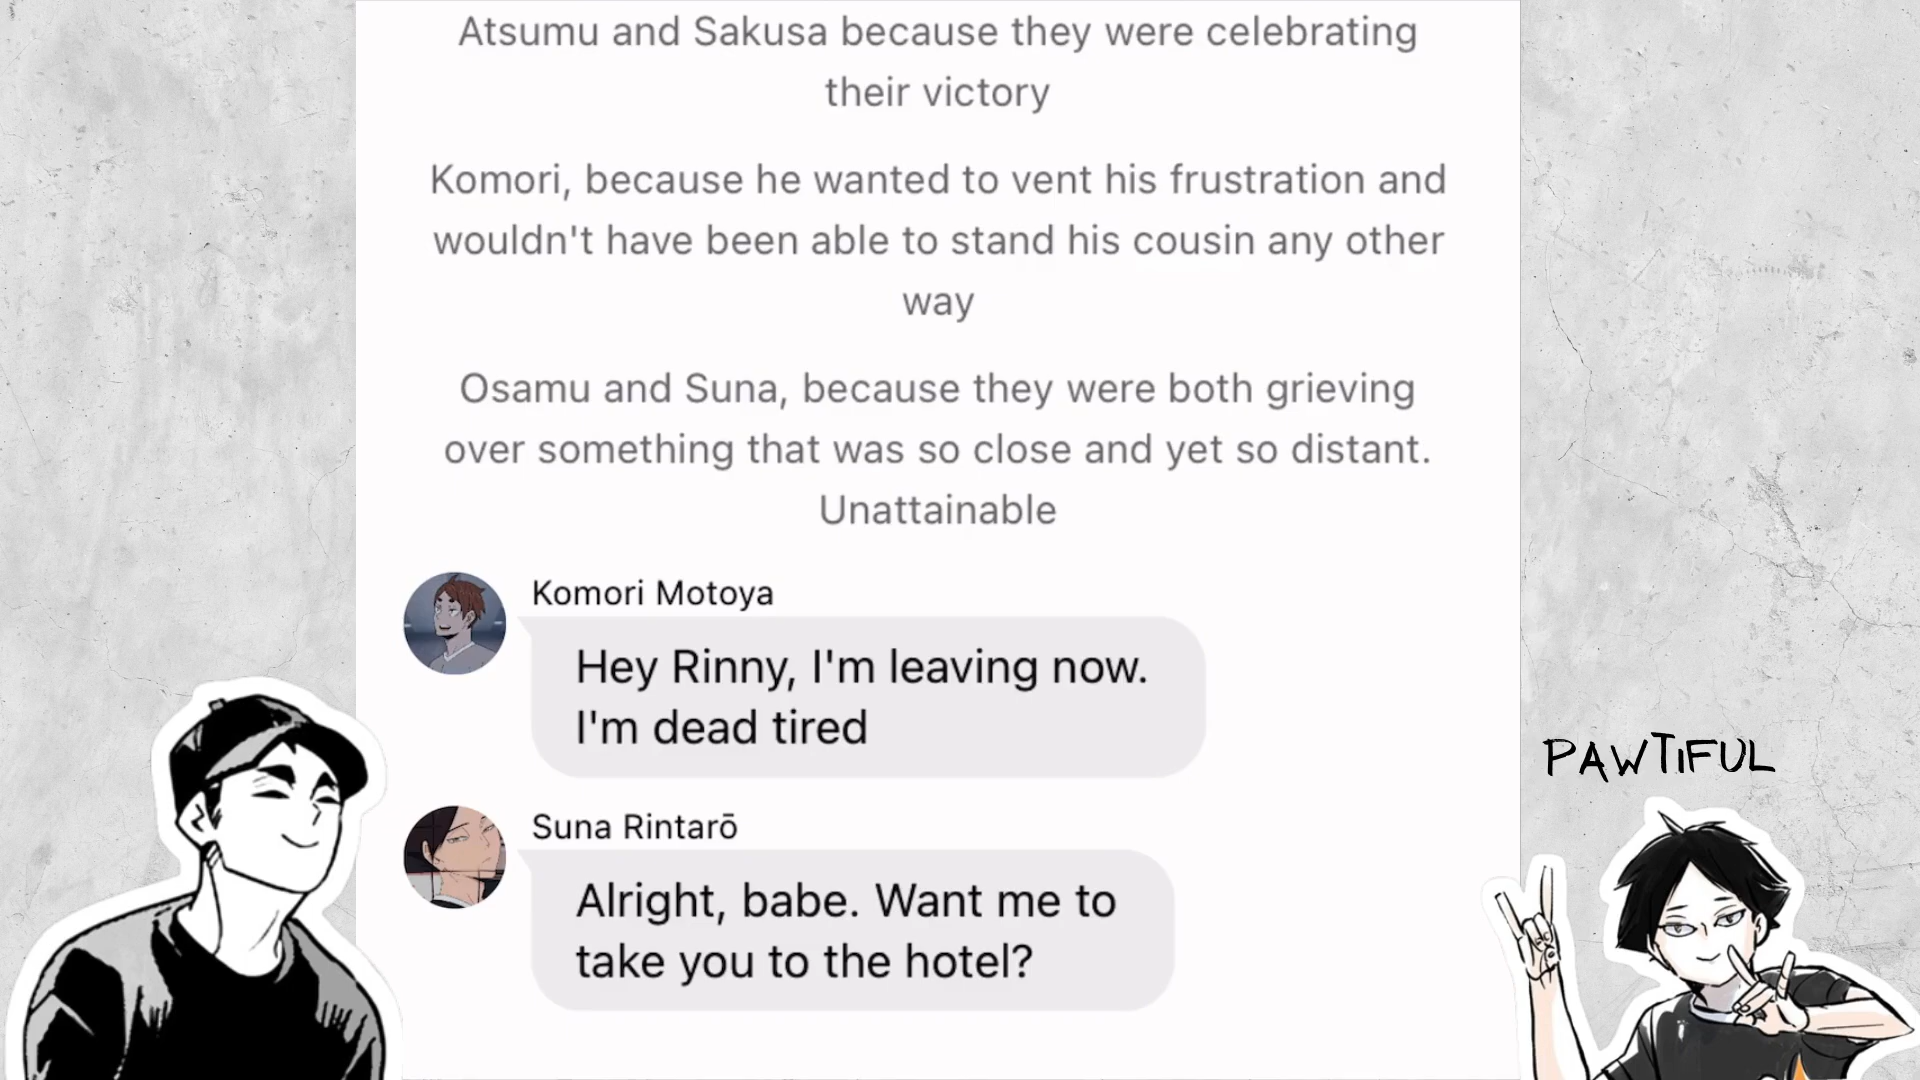 Atsumu and Sakusa because they were celebrating
their victory
Komori, because he wanted to vent his frustration and
wouldn't have been able to stand his cousin any other
way
Osamu and Suna, because they were both grieving
over something that was so close and yet so distant.
Unattainable
Komori Motoya
Hey Rinny, I'm leaving now.
I'm dead tired
Suna Rintarō
Alright, babe. Want me to
take you to the hotel?
PAWTIFUL